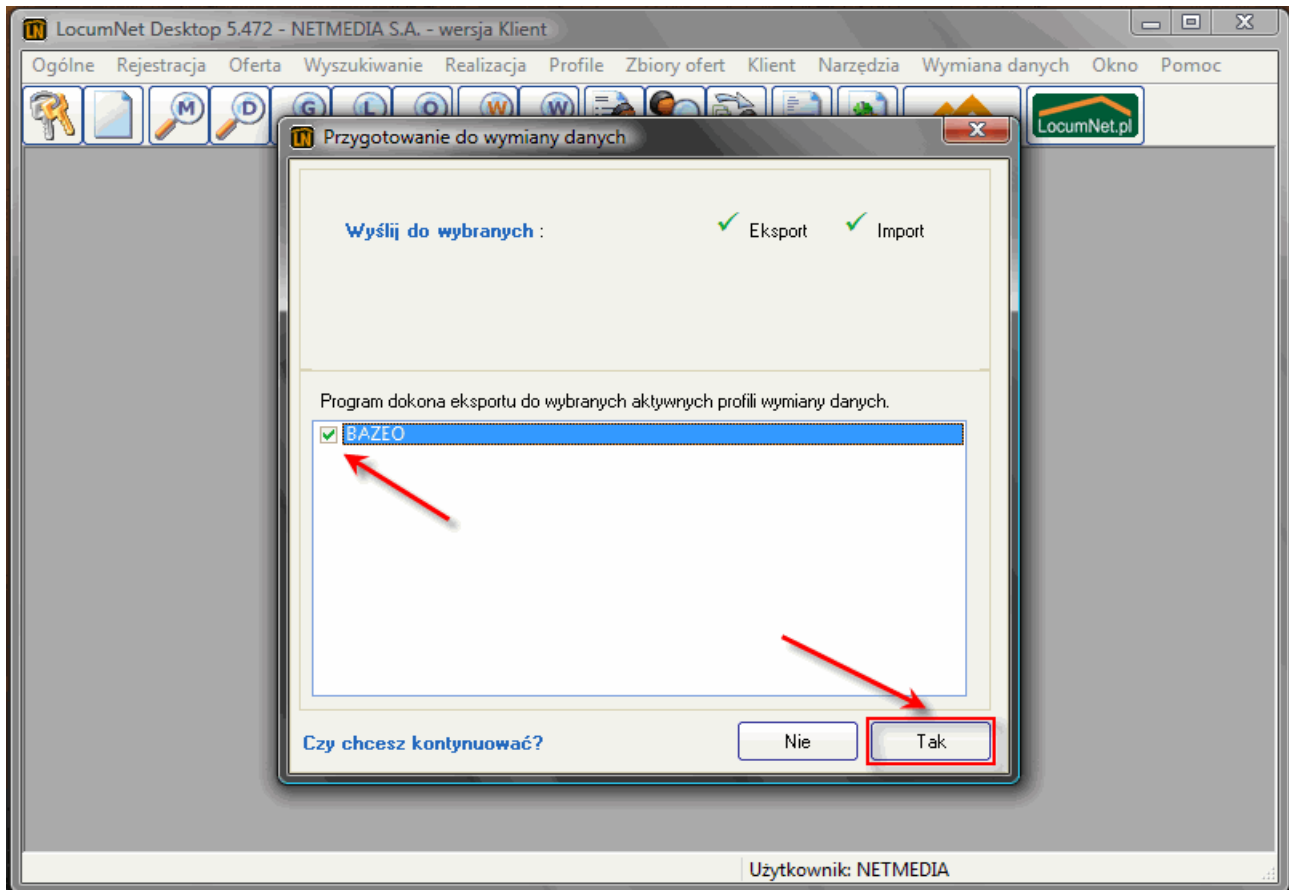 LocumNet Desktop 5.472 - NETMEDIA S.A. - wersja Klient
Ogólne Rejestracja Oferta Wyszukiwanie Realizacja Profile Zbiory ofert Klient Narzędzia Wymiana danych Okno Pomoc
M D G L O W W LocumNet.pl
Przygotowanie do wymiany danych
Wyślij do wybranych : Eksport Import
Program dokona eksportu do wybranych aktywnych profili wymiany danych.
BAZEO
Czy chcesz kontynuować? Nie Tak
Użytkownik: NETMEDIA